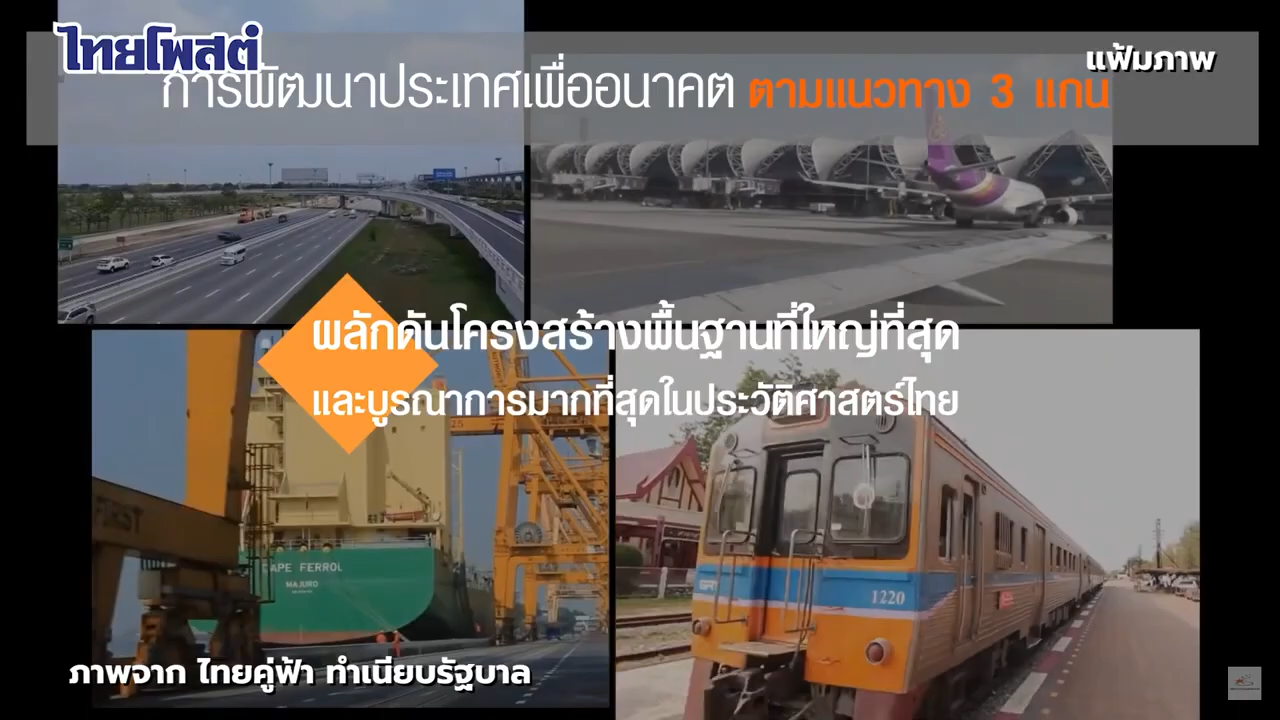 ไทยโพสต์
แฟ้มภาพ
การพัฒนาประเทศเพื่ออนาคต ตามแนวทาง 3 แกน
ผลักดันโครงสร้างพื้นฐานที่ใหญ่ที่สุด
และบูรณาการมากที่สุดในประวัติศาสตร์ไทย
FIRST
CAPE FERROL
MAJURO
1220
ภาพจาก ไทยคู่ฟ้า ทำเนียบรัฐบาล